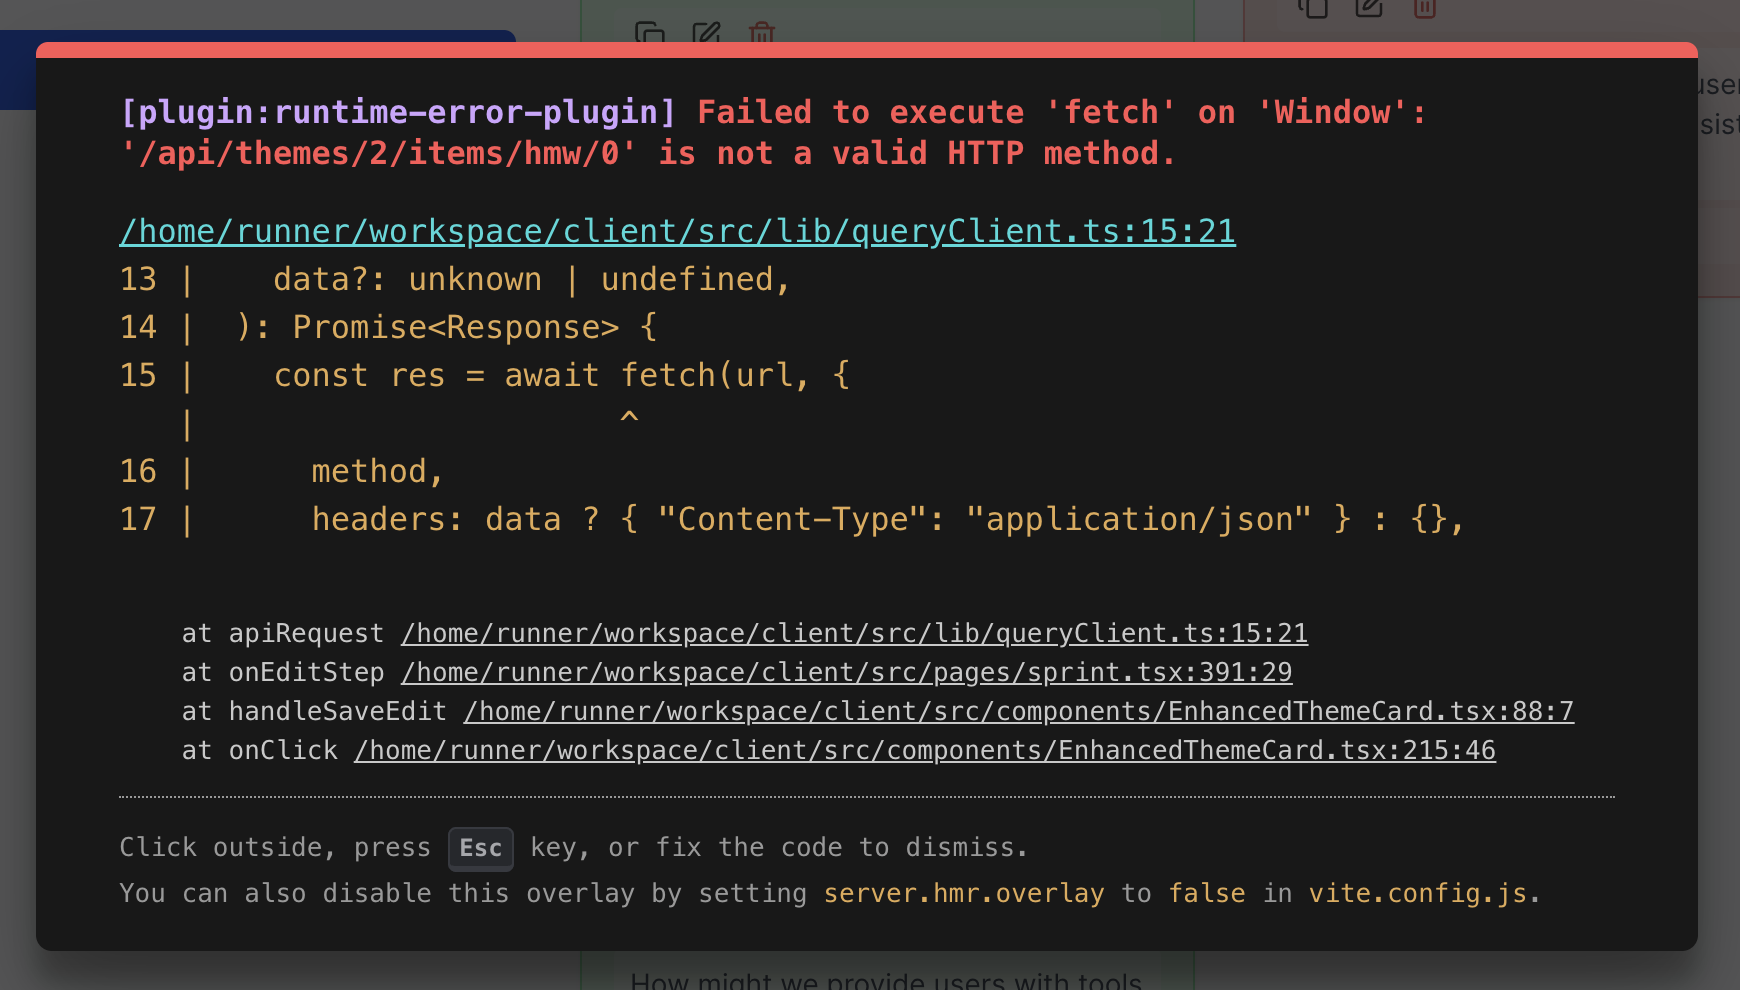 user
sist
[plugin:runtime-error-plugin] Failed to execute 'fetch' on 'Window':
'/api/themes/2/items/hmw/0' is not a valid HTTP method.
/home/runner/workspace/client/src/lib/queryClient.ts:15:21
13 |    data?: unknown | undefined,
14 |  ): Promise<Response> {
15 |    const res = await fetch(url, {
   |                      ^
16 |      method,
17 |      headers: data ? { "Content-Type": "application/json" } : {},
at apiRequest /home/runner/workspace/client/src/lib/queryClient.ts:15:21
at onEditStep /home/runner/workspace/client/src/pages/sprint.tsx:391:29
at handleSaveEdit /home/runner/workspace/client/src/components/EnhancedThemeCard.tsx:88:7
at onClick /home/runner/workspace/client/src/components/EnhancedThemeCard.tsx:215:46
Click outside, press Esc key, or fix the code to dismiss.
You can also disable this overlay by setting server.hmr.overlay to false in vite.config.js.
How might we provide users with tools